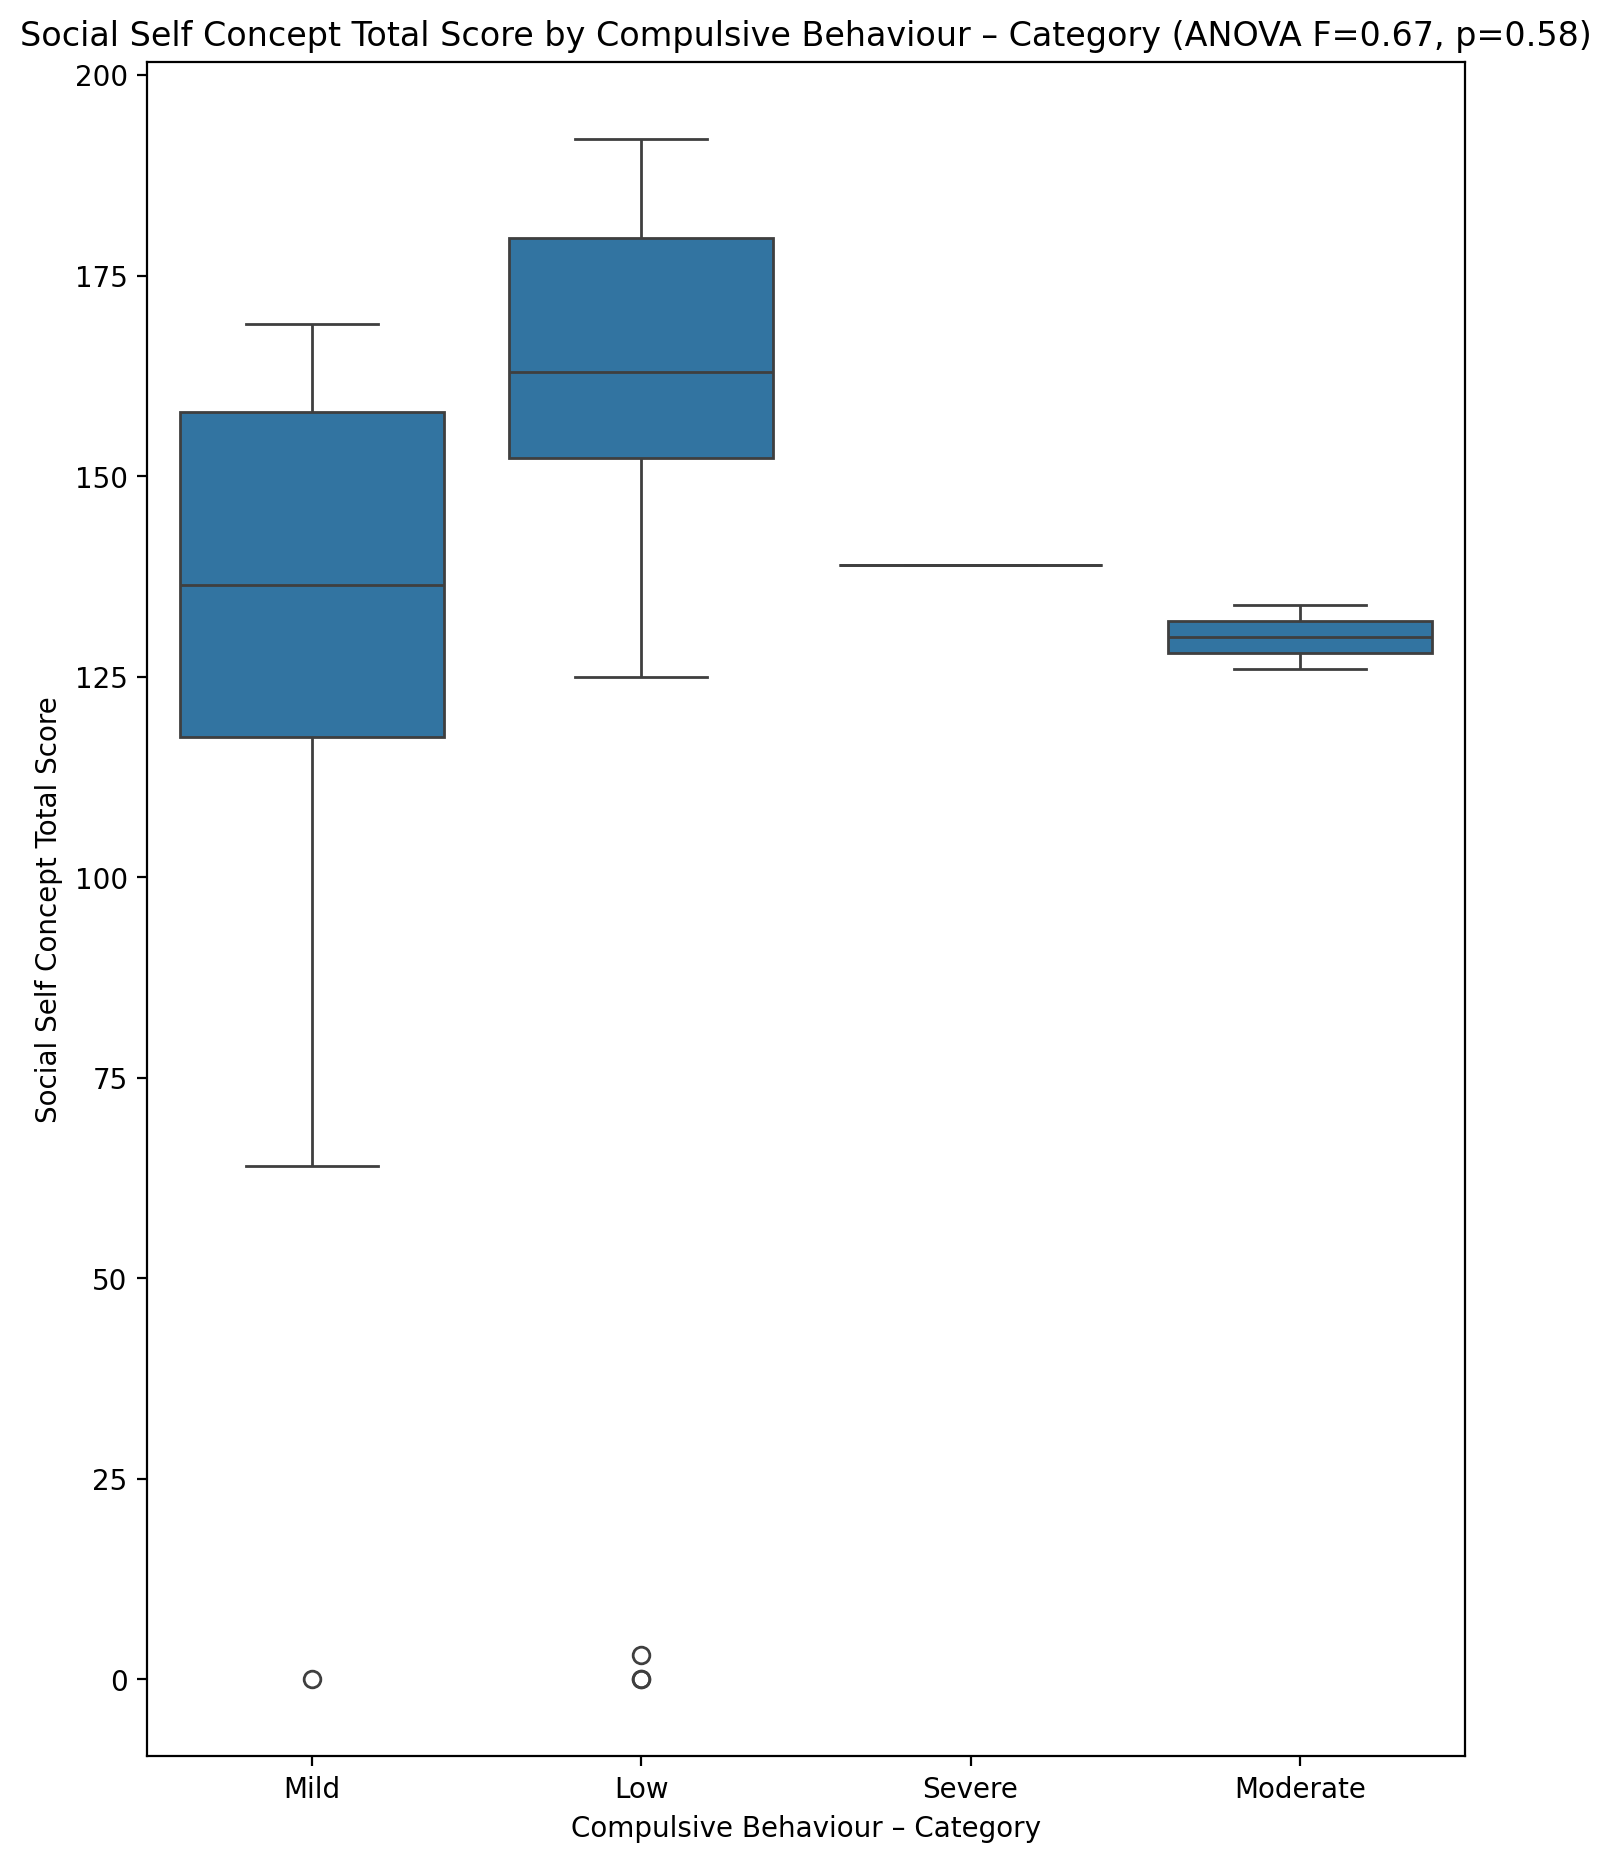 Social Self Concept Total Score by Compulsive Behaviour – Category (ANOVA F=0.67, p=0.58)
Social Self Concept Total Score
200
175
150
125
100
75
50
25
0
Mild
Low
Severe
Moderate
Compulsive Behaviour – Category